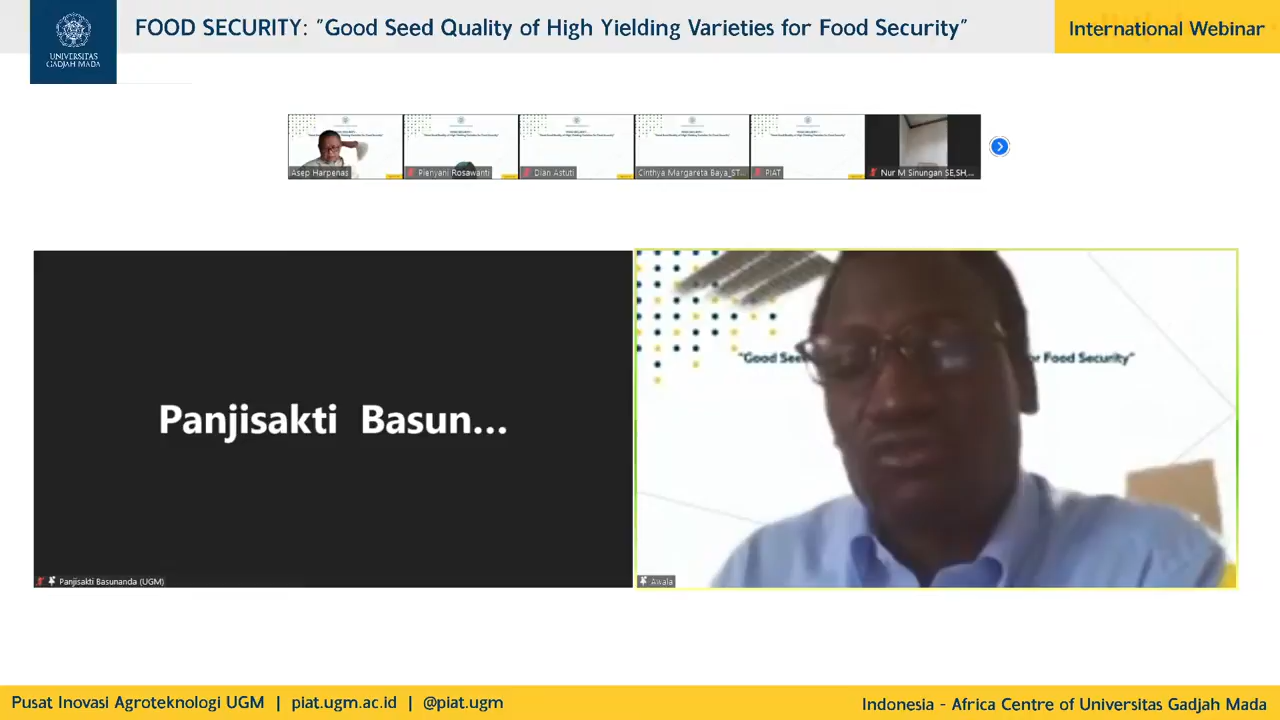 UNIVERSITAS
GADJAH MADA
FOOD SECURITY: "Good Seed Quality of High Yielding Varieties for Food Security"
International Webinar
Asep Harpenas
Pienyani Rosawanti
Dian Astuti
Cinthya Margareta Baya_ST...
PIAT
Nur M Sinungan SE,SH,...
Panjisakti Basun...
"Good See
or Food Security"
Panjisakti Basunanda (UGM)
Awala
Pusat Inovasi Agroteknologi UGM | piat.ugm.ac.id | @piat.ugm
Indonesia - Africa Centre of Universitas Gadjah Mada